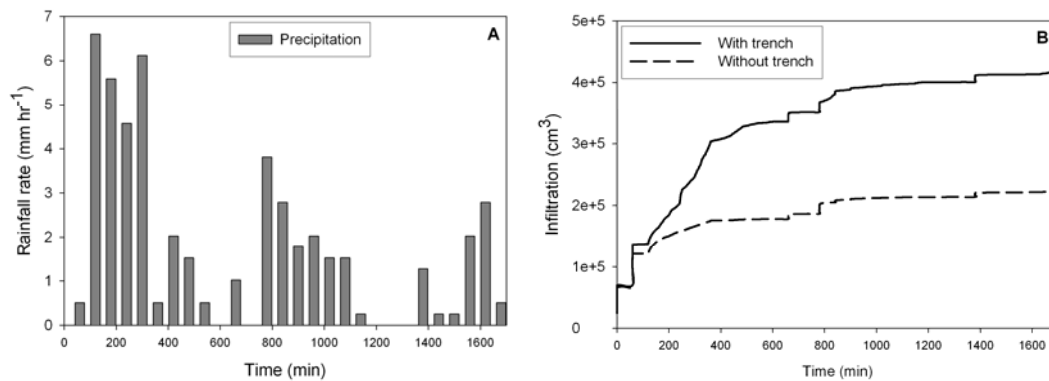 7
6
5
4
3
2
1
0
Rainfall rate (mm hr-1)
Precipitation
A
0 200 400 600 800 1000 1200 1400 1600
Time (min)
5e+5
4e+5
3e+5
2e+5
1e+5
0
Infiltration (cm3)
With trench
Without trench
B
0 200 400 600 800 1000 1200 1400 1600
Time (min)